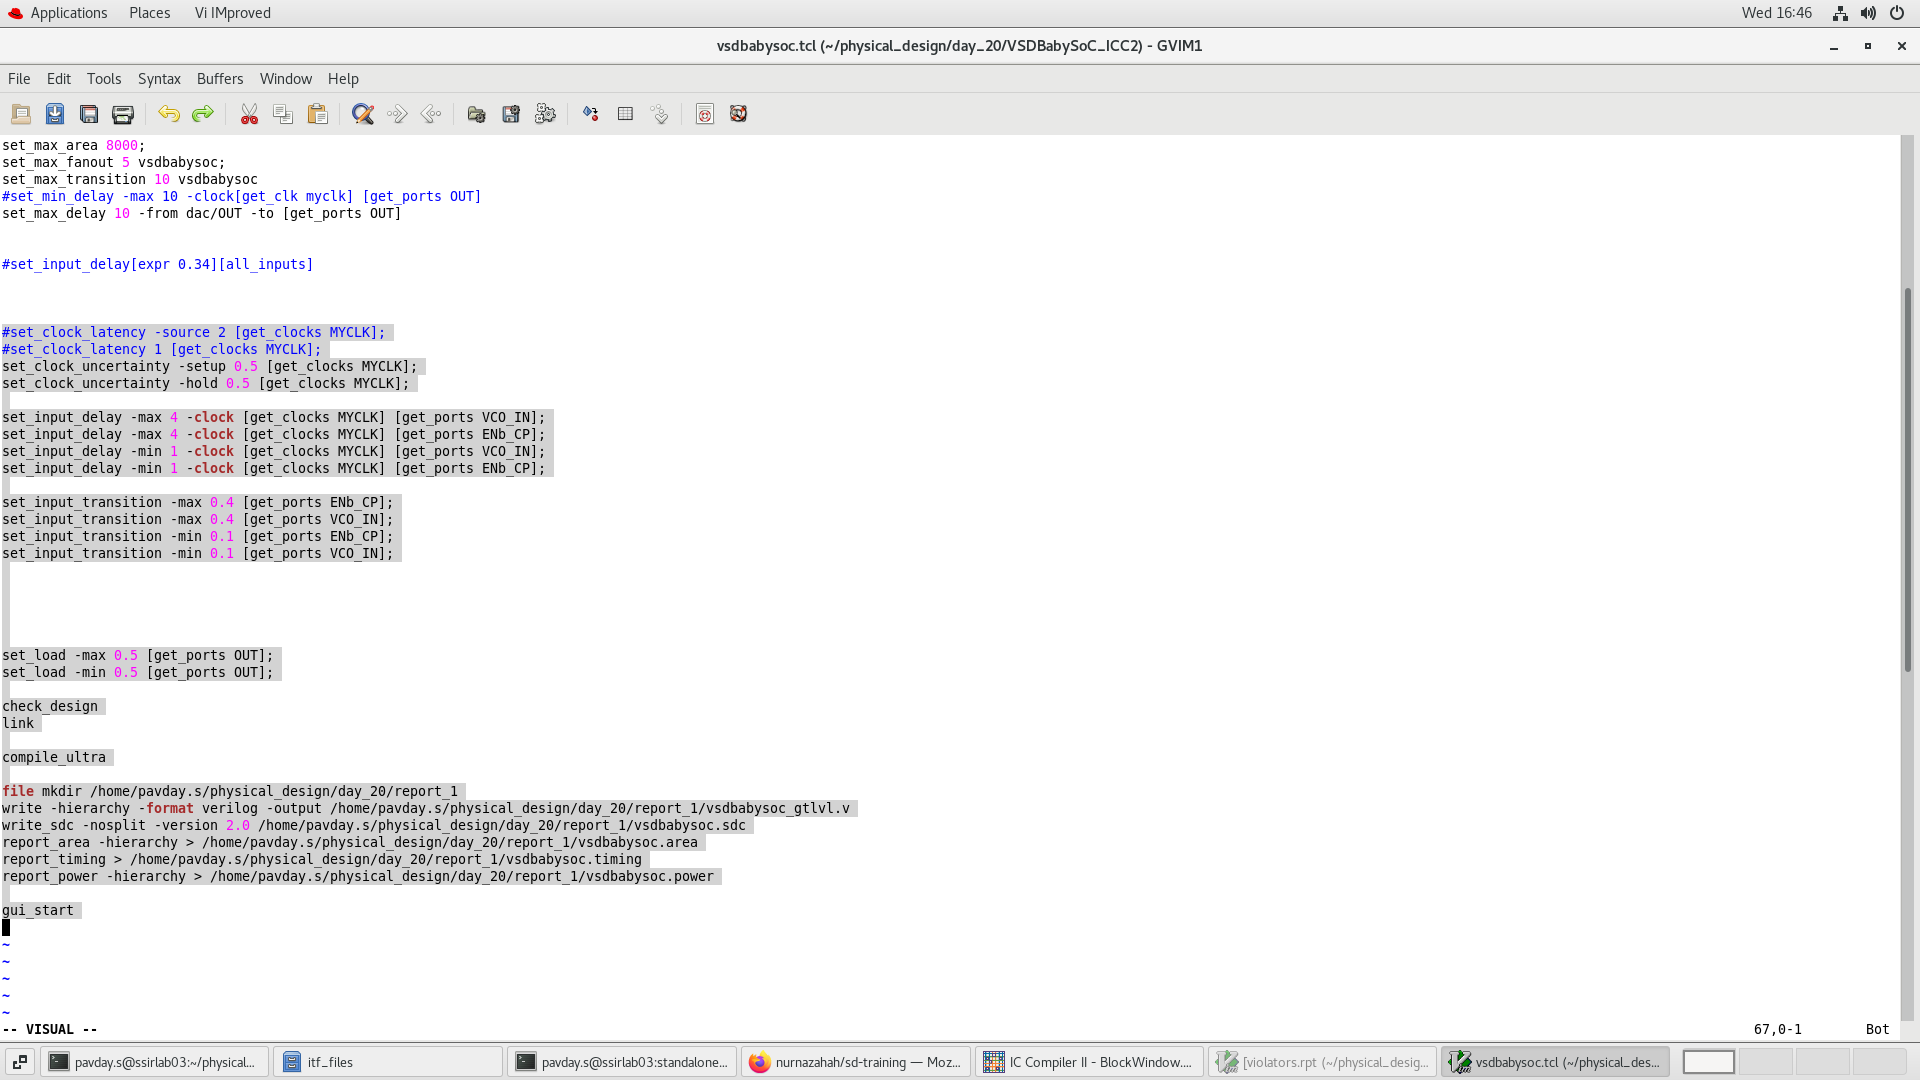 Applications Places Vi IMproved Wed 16:46
vsdbabysoc.tcl (~/physical_design/day_20/VSDBabySoC_ICC2) - GVIM1
File Edit Tools Syntax Buffers Window Help
set_max_area 8000;
set_max_fanout 5 vsdbabysoc;
set_max_transition 10 vsdbabysoc
#set_min_delay -max 10 -clock[get_clk myclk] [get_ports OUT]
set_max_delay 10 -from dac/OUT -to [get_ports OUT]
#set_input_delay[expr 0.34][all_inputs]
#set_clock_latency -source 2 [get_clocks MYCLK];
#set_clock_latency 1 [get_clocks MYCLK];
set_clock_uncertainty -setup 0.5 [get_clocks MYCLK];
set_clock_uncertainty -hold 0.5 [get_clocks MYCLK];
set_input_delay -max 4 -clock [get_clocks MYCLK] [get_ports VCO_IN];
set_input_delay -max 4 -clock [get_clocks MYCLK] [get_ports ENb_CP];
set_input_delay -min 1 -clock [get_clocks MYCLK] [get_ports VCO_IN];
set_input_delay -min 1 -clock [get_clocks MYCLK] [get_ports ENb_CP];
set_input_transition -max 0.4 [get_ports ENb_CP];
set_input_transition -max 0.4 [get_ports VCO_IN];
set_input_transition -min 0.1 [get_ports ENb_CP];
set_input_transition -min 0.1 [get_ports VCO_IN];
set_load -max 0.5 [get_ports OUT];
set_load -min 0.5 [get_ports OUT];
check_design
link
compile_ultra
file mkdir /home/pavday.s/physical_design/day_20/report_1
write -hierarchy -format verilog -output /home/pavday.s/physical_design/day_20/report_1/vsdbabysoc_gtlvl.v
write_sdc -nosplit -version 2.0 /home/pavday.s/physical_design/day_20/report_1/vsdbabysoc.sdc
report_area -hierarchy > /home/pavday.s/physical_design/day_20/report_1/vsdbabysoc.area
report_timing > /home/pavday.s/physical_design/day_20/report_1/vsdbabysoc.timing
report_power -hierarchy > /home/pavday.s/physical_design/day_20/report_1/vsdbabysoc.power
gui_start
~
~
~
~
~
-- VISUAL -- 67,0-1 Bot
pavday.s@ssirlab03:~/physical... itf_files pavday.s@ssirlab03:standalone... nurnazahah/sd-training — Moz... IC Compiler II - BlockWindow.... [violators.rpt (~/physical_desig... vsdbabysoc.tcl (~/physical_des...